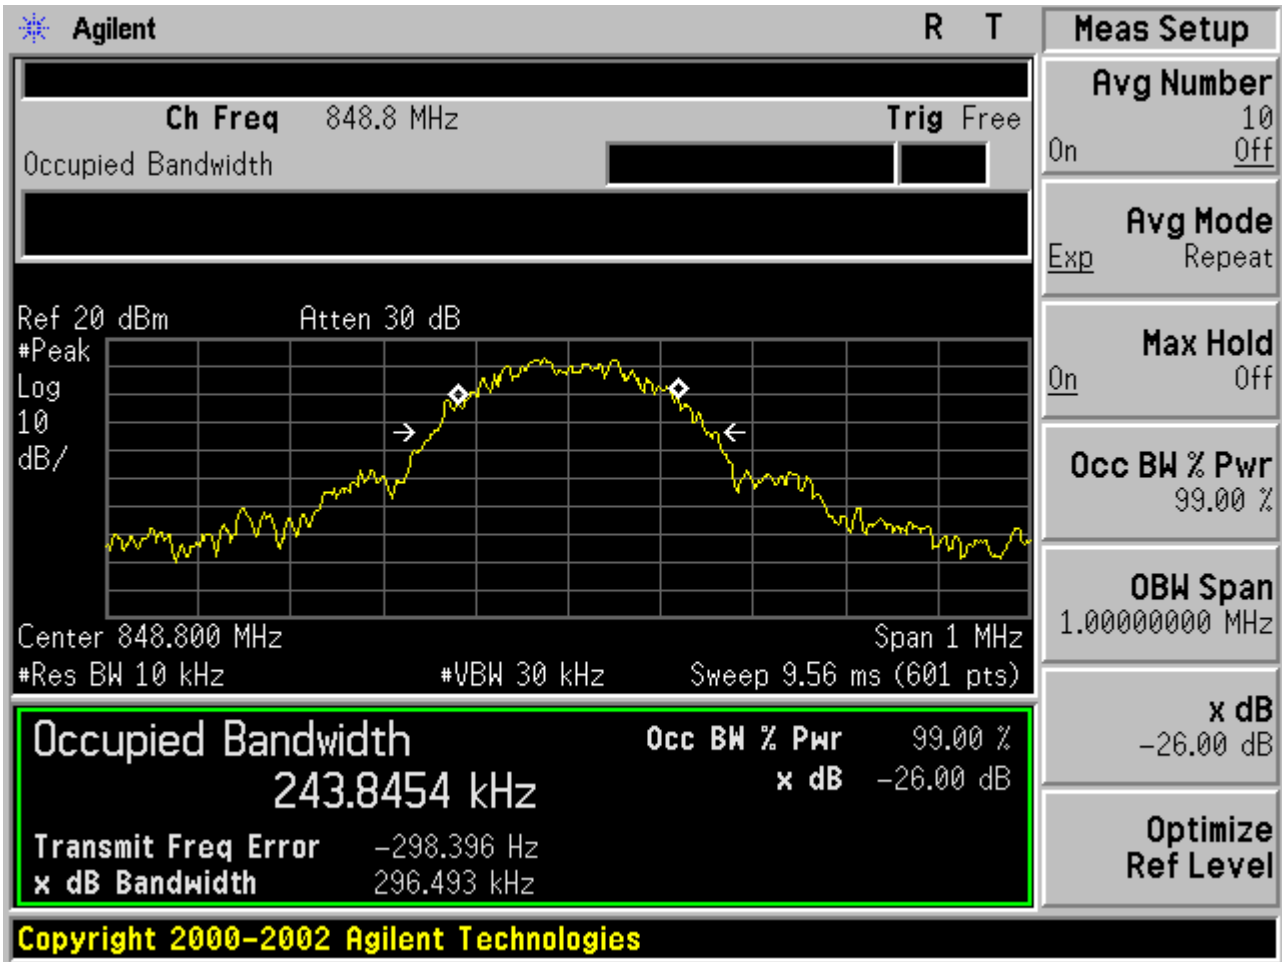 Agilent R T
Ch Freq 848.8 MHz Trig Free
Occupied Bandwidth
Ref 20 dBm Atten 30 dB
#Peak
Log
10
dB/
Center 848.800 MHz Span 1 MHz
#Res BW 10 kHz #VBW 30 kHz Sweep 9.56 ms (601 pts)
Occupied Bandwidth
243.8454 kHz
Occ BW % Pwr 99.00 %
x dB -26.00 dB
Transmit Freq Error -298.396 Hz
x dB Bandwidth 296.493 kHz
Copyright 2000-2002 Agilent Technologies
Meas Setup
Avg Number
10
On Off
Avg Mode
Exp Repeat
Max Hold
On Off
Occ BW % Pwr
99.00 %
OBW Span
1.00000000 MHz
x dB
-26.00 dB
Optimize
Ref Level